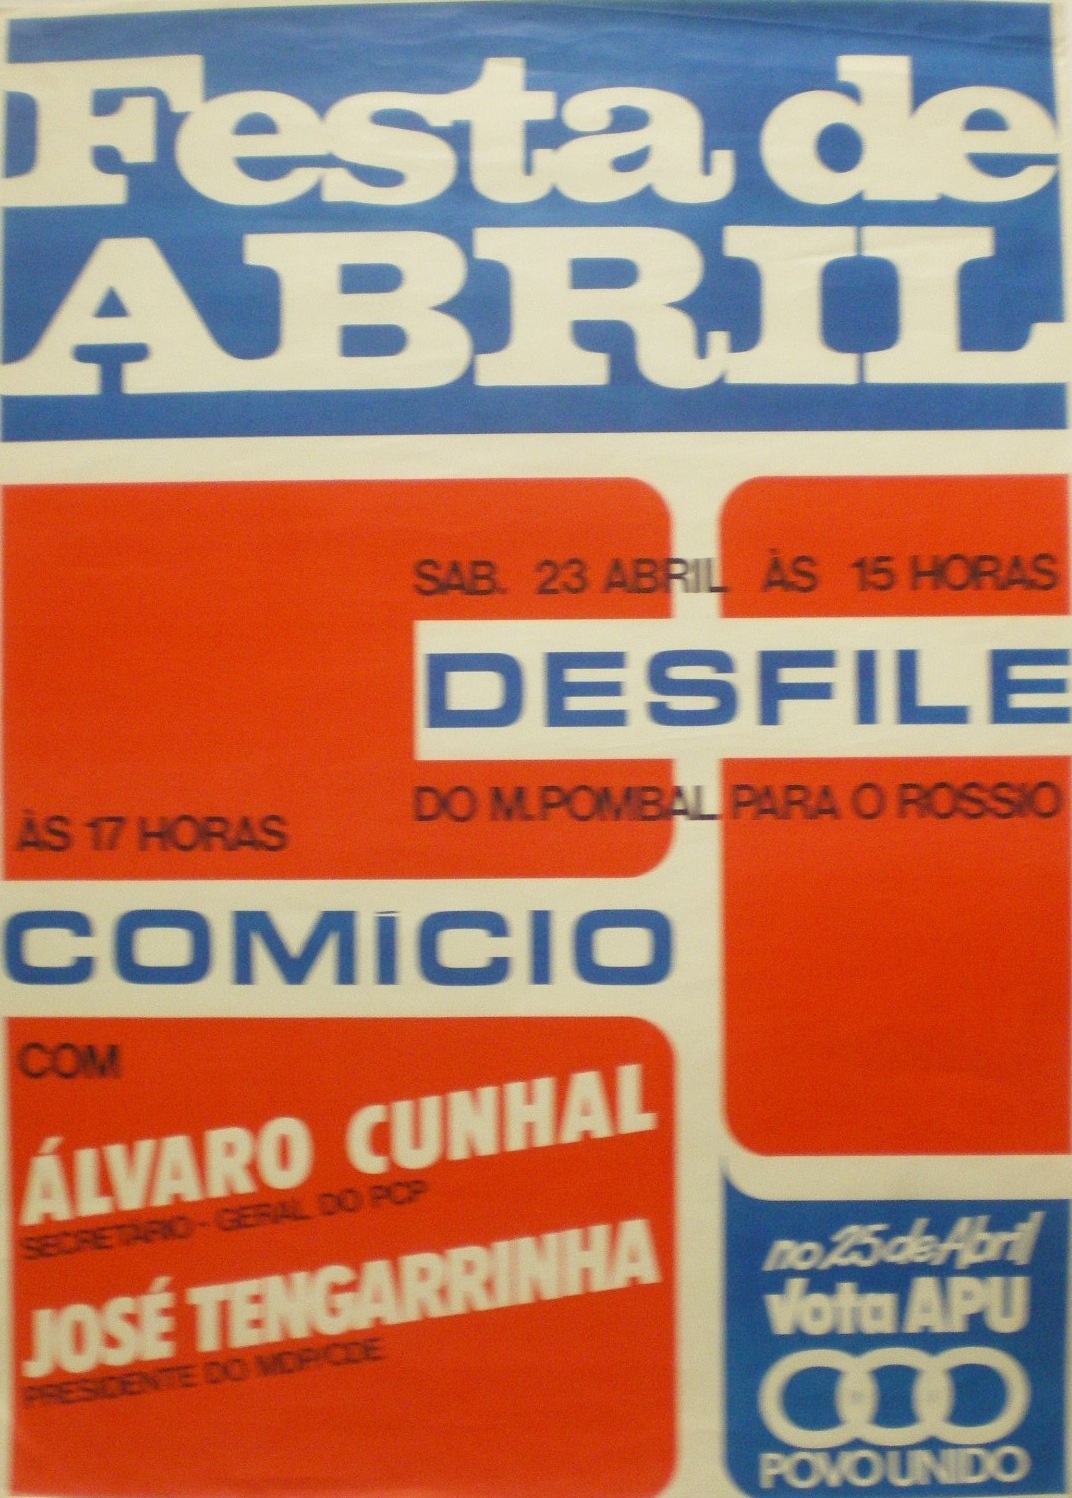 Festa de
ABRIL
SAB. 23 ABRIL ÀS 15 HORAS
DESFILE
DO M.POMBAL PARA O ROSSIO
ÀS 17 HORAS
COMÍCIO
COM
ÁLVARO CUNHAL
SECRETÁRIO-GERAL DO PCP
JOSÉ TENGARRINHA
PRESIDENTE DO MDP/CDE
no 25 de Abril
Vota APU
POVO UNIDO